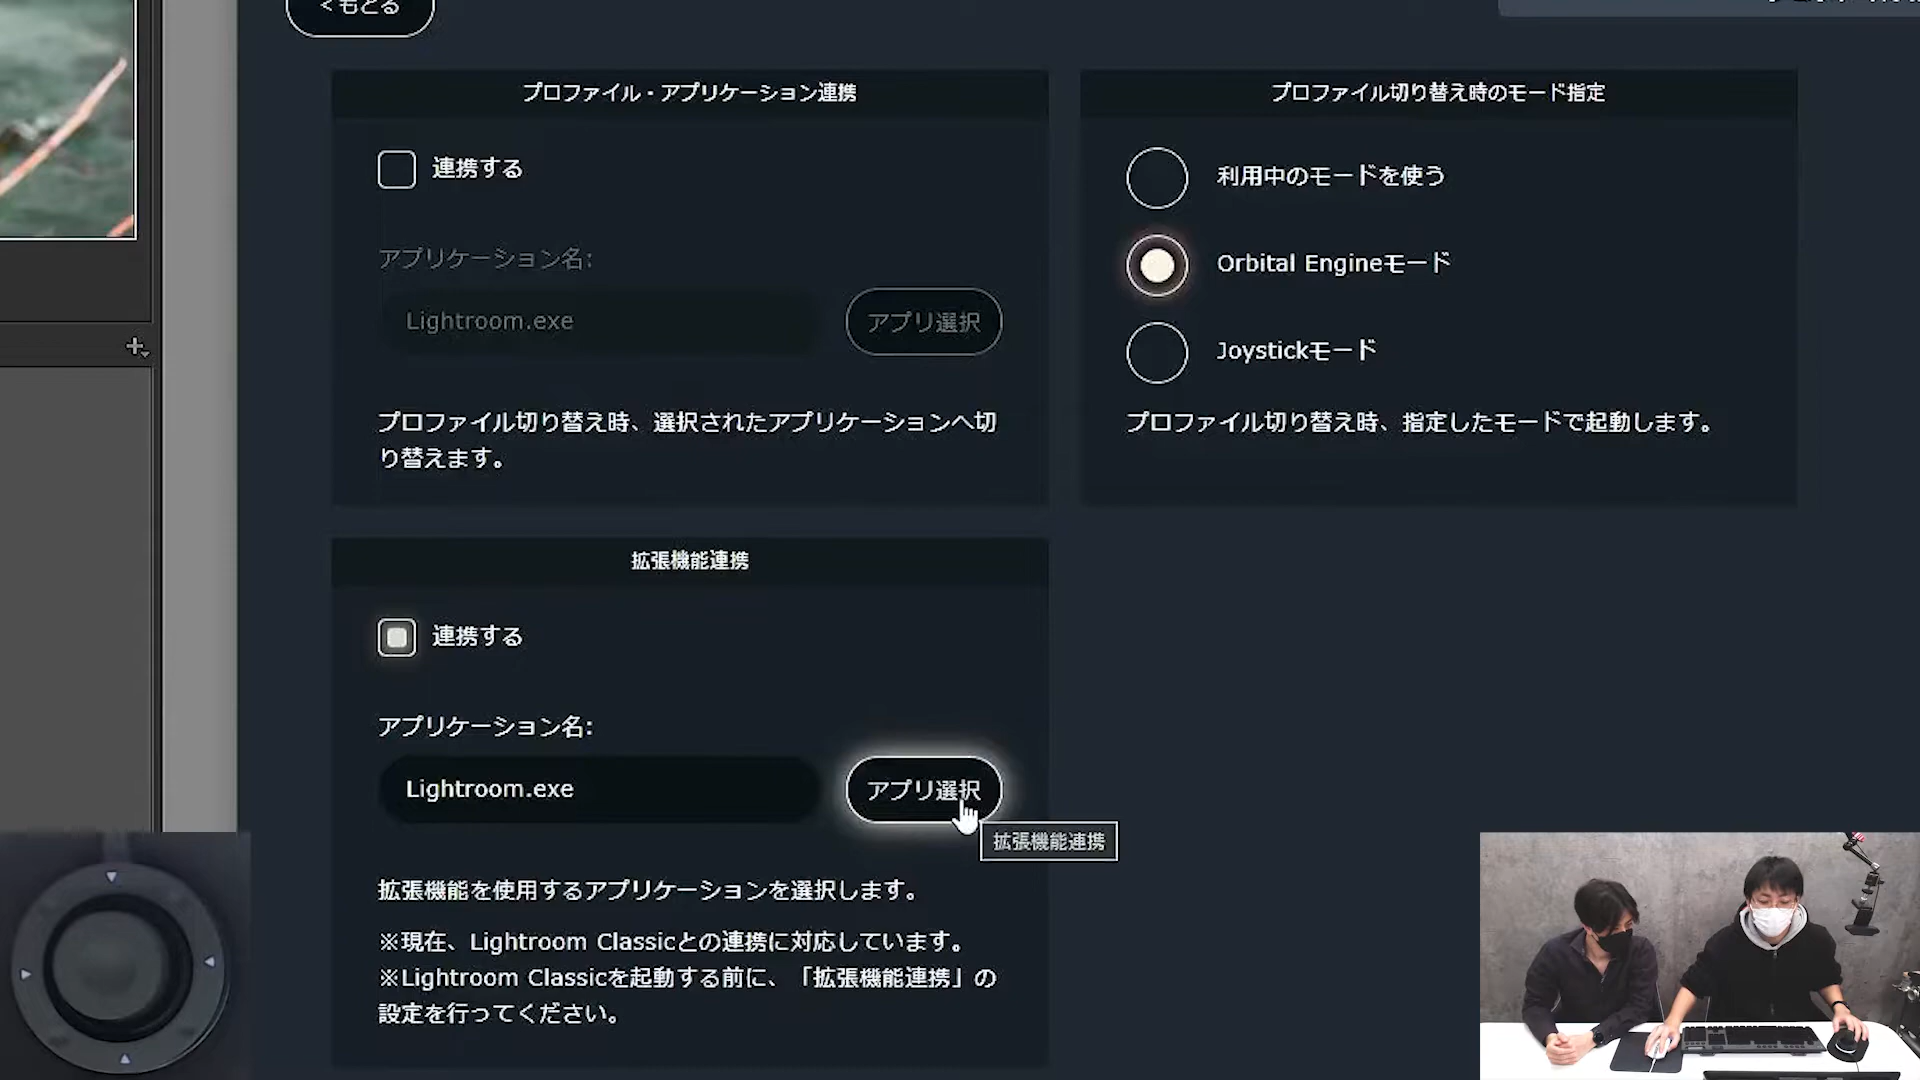 <もどる
プロファイル・アプリケーション連携
連携する
アプリケーション名:
Lightroom.exe
アプリ選択
プロファイル切り替え時、選択されたアプリケーションへ切
り替えます。
プロファイル切り替え時のモード指定
利用中のモードを使う
Orbital Engineモード
Joystickモード
プロファイル切り替え時、指定したモードで起動します。
拡張機能連携
連携する
アプリケーション名:
Lightroom.exe
アプリ選択
拡張機能連携
拡張機能を使用するアプリケーションを選択します。
※現在、Lightroom Classicとの連携に対応しています。
※Lightroom Classicを起動する前に、「拡張機能連携」の
設定を行ってください。